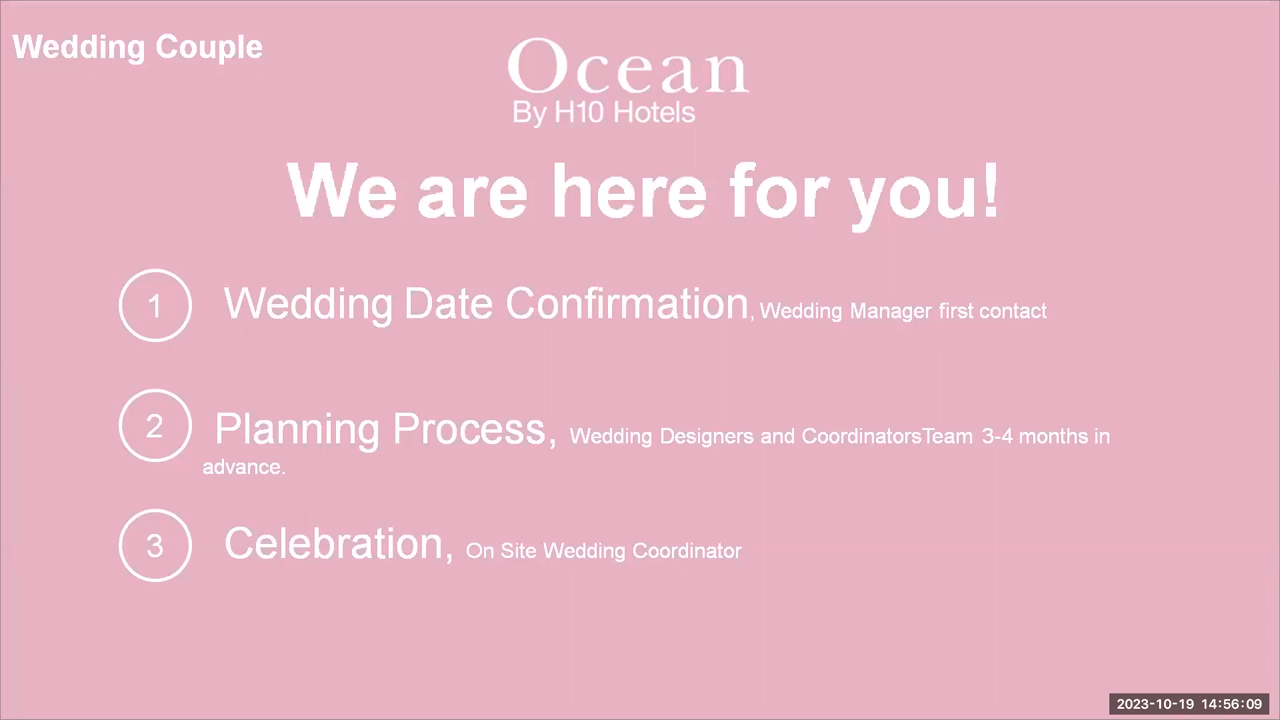 Wedding Couple
Ocean
By H10 Hotels
We are here for you!
1 Wedding Date Confirmation, Wedding Manager first contact
2 Planning Process, Wedding Designers and CoordinatorsTeam 3-4 months in
advance.
3 Celebration, On Site Wedding Coordinator
2023-10-19 14:56:09